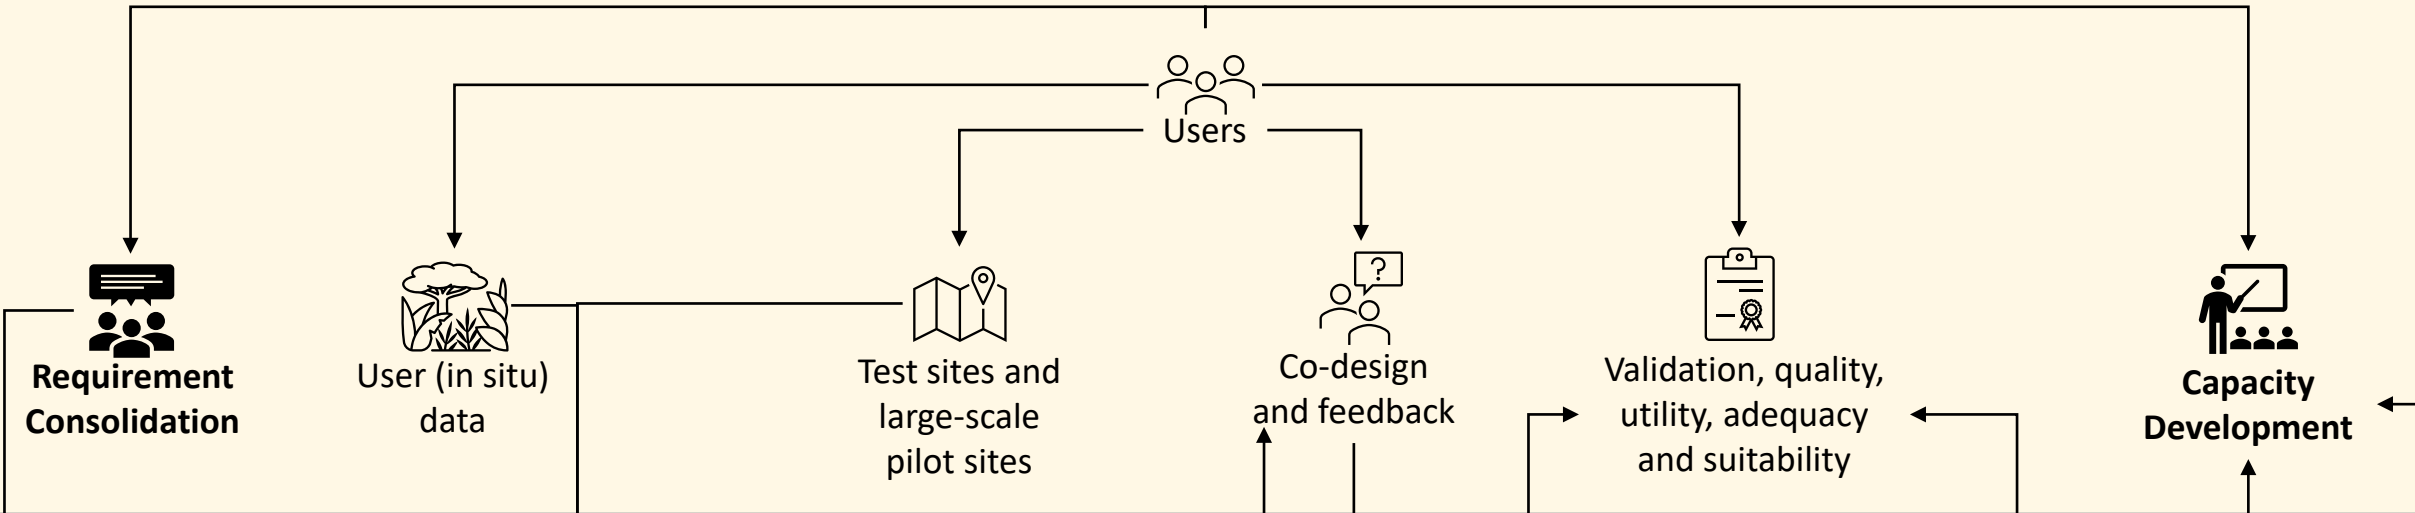 Users
Requirement
Consolidation
User (in situ)
data
Test sites and
large-scale
pilot sites
?
Co-design
and feedback
Validation, quality,
utility, adequacy
and suitability
Capacity
Development